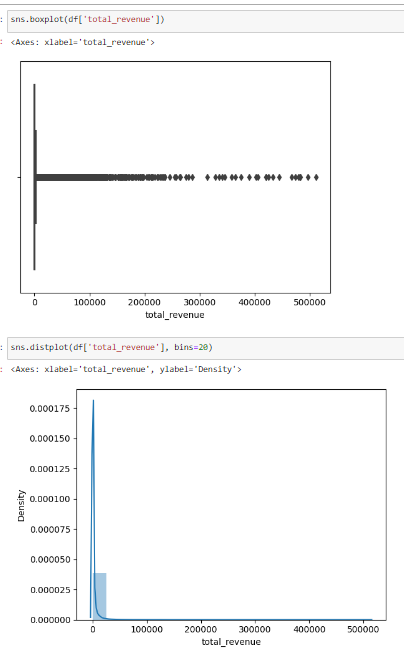 : sns.boxplot(df['total_revenue'])
: <Axes: xlabel='total_revenue'>
0 100000 200000 300000 400000 500000
total_revenue
: sns.distplot(df['total_revenue'], bins=20)
: <Axes: xlabel='total_revenue', ylabel='Density'>
0.000175
0.000150
0.000125
0.000100
0.000075
0.000050
0.000025
0.000000
Density
0 100000 200000 300000 400000 500000
total_revenue